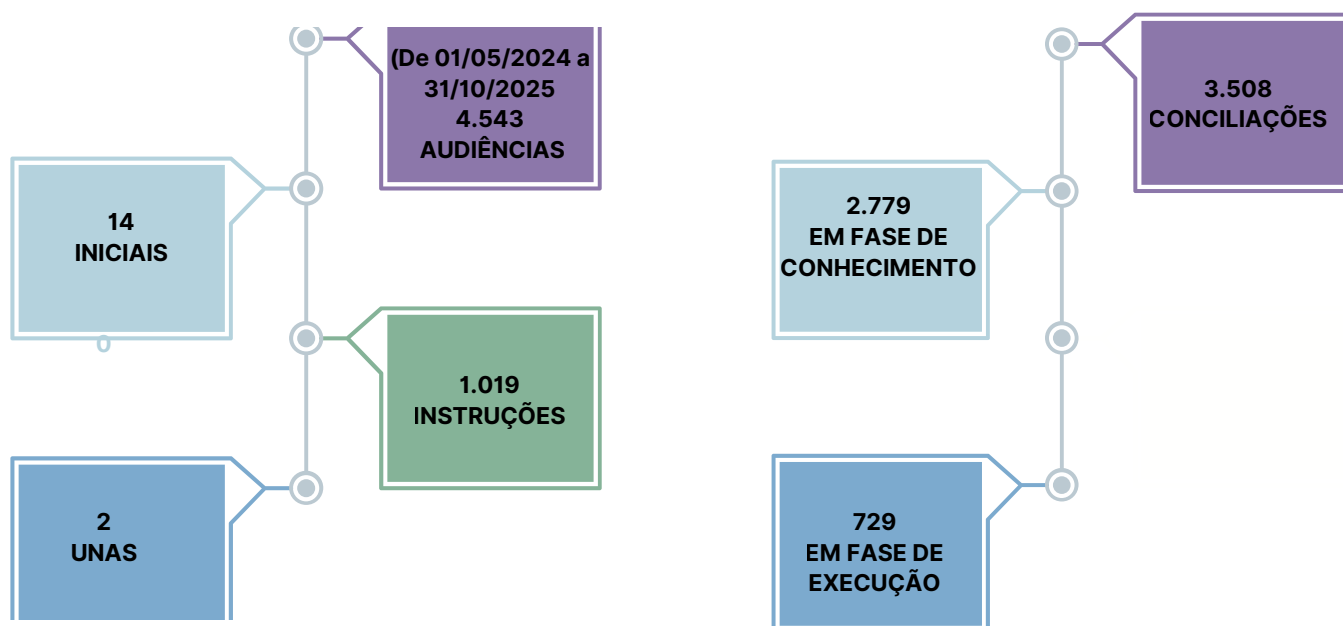 (De 01/05/2024 a
31/10/2025
4.543
AUDIÊNCIAS
14
INICIAIS
0
1.019
INSTRUÇÕES
2
UNAS
3.508
CONCILIAÇÕES
2.779
EM FASE DE
CONHECIMENTO
729
EM FASE DE
EXECUÇÃO